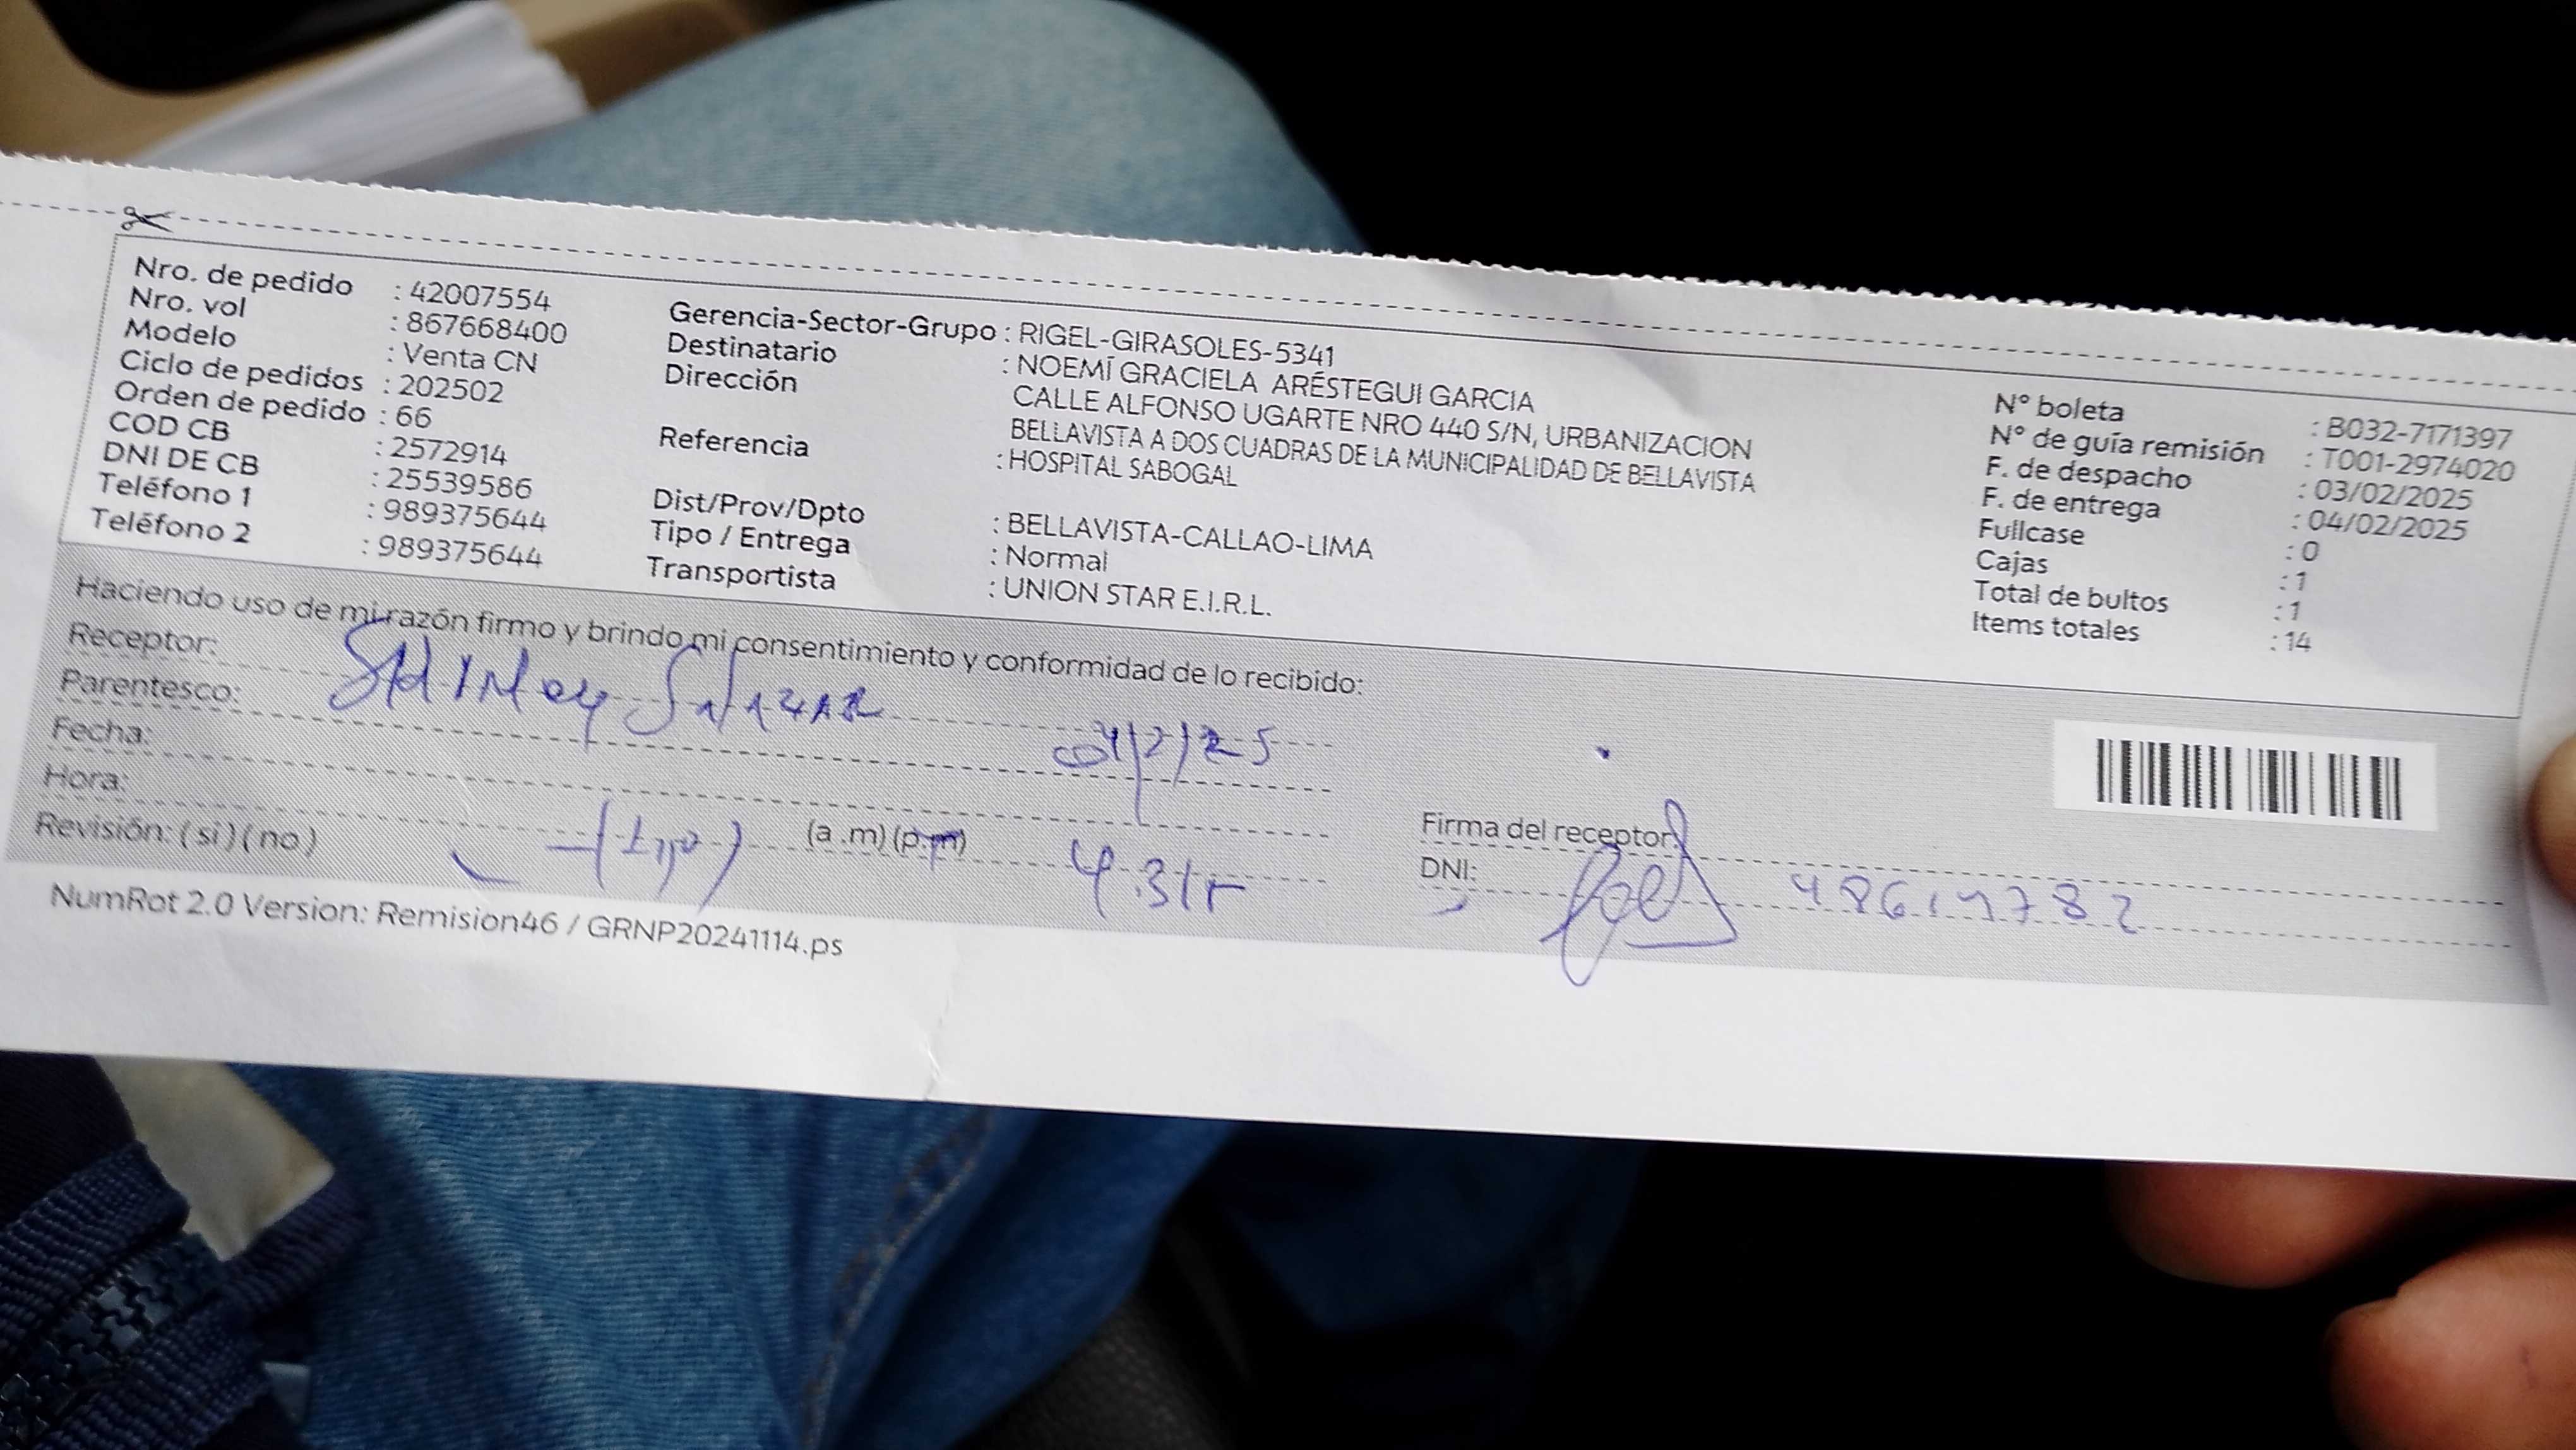 Nro. de pedido : 42007554
Nro. vol : 867668400
Modelo : Venta CN
Ciclo de pedidos : 202502
Orden de pedido : 66
COD CB : 2572914
DNI DE CB : 25539586
Teléfono 1 : 989375644
Teléfono 2 : 989375644
Gerencia-Sector-Grupo : RIGEL-GIRASOLES-5341
Destinatario : NOEMÍ GRACIELA ARÉSTEGUI GARCIA
Dirección CALLE ALFONSO UGARTE NRO 440 S/N, URBANIZACION
BELLAVISTA A DOS CUADRAS DE LA MUNICIPALIDAD DE BELLAVISTA
Referencia : HOSPITAL SABOGAL
Dist/Prov/Dpto : BELLAVISTA-CALLAO-LIMA
Tipo / Entrega : Normal
Transportista : UNION STAR E.I.R.L.
N° boleta : B032-7171397
N° de guía remisión : T001-2974020
F. de despacho : 03/02/2025
F. de entrega : 04/02/2025
Fullcase : 0
Cajas : 1
Total de bultos : 1
Items totales : 14
Haciendo uso de mi razón firmo y brindo mi consentimiento y conformidad de lo recibido:
Receptor:
Parentesco: Salazar
Fecha: 04/2/25
Hora:
Revisión: ( si ) ( no ) (a .m) (p.m)
Firma del receptor:
DNI:
NumRot 2.0 Version: Remision46 / GRNP20241114.ps